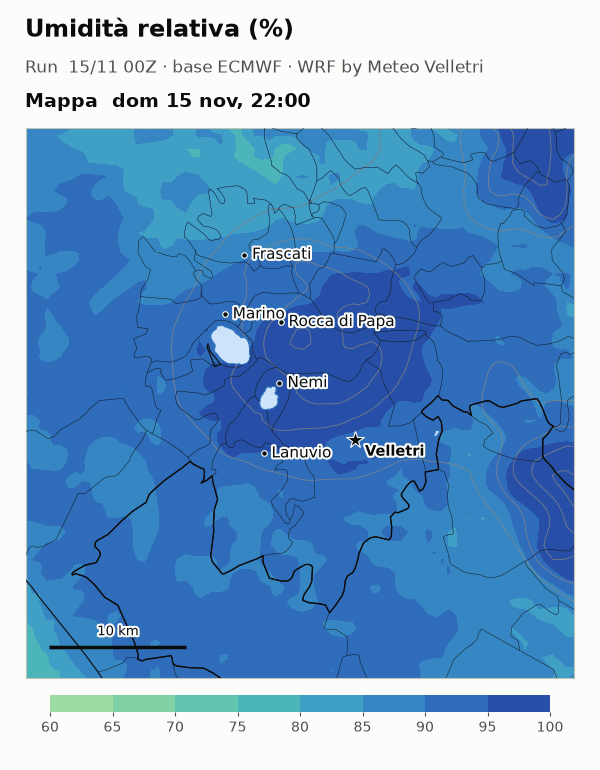 Umidità relativa (%)
Run  15/11 00Z · base ECMWF · WRF by Meteo Velletri
Mappa  dom 15 nov, 22:00
Frascati
Marino
Rocca di Papa
Nemi
Velletri
Lanuvio
10 km
60 65 70 75 80 85 90 95 100